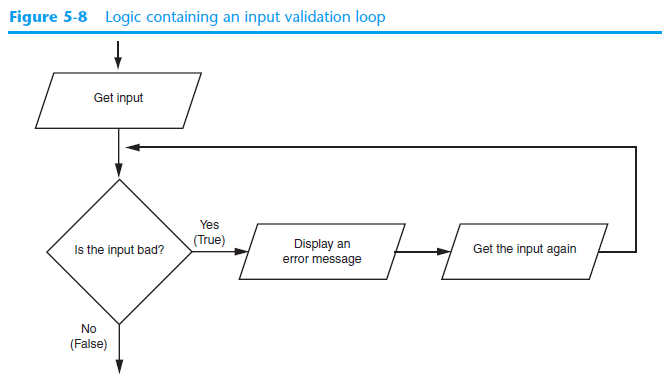 Figure 5-8 Logic containing an input validation loop
Get input
Is the input bad?
Yes
(True)
Display an
error message
Get the input again
No
(False)